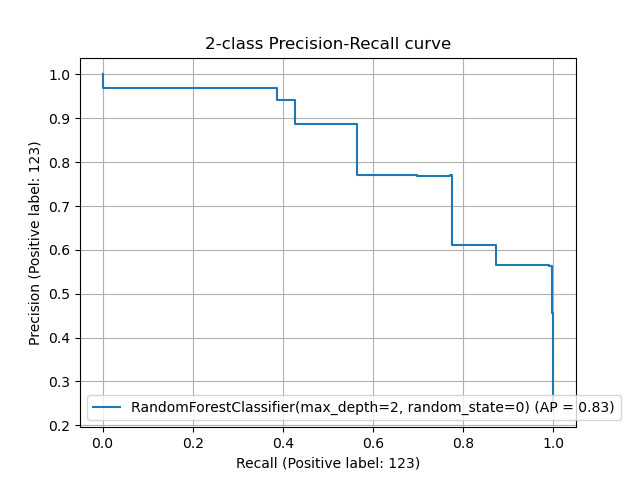 2-class Precision-Recall curve
1.0
0.9
0.8
0.7
0.6
0.5
0.4
0.3
0.2
Precision (Positive label: 123)
RandomForestClassifier(max_depth=2, random_state=0) (AP = 0.83)
0.0 0.2 0.4 0.6 0.8 1.0
Recall (Positive label: 123)